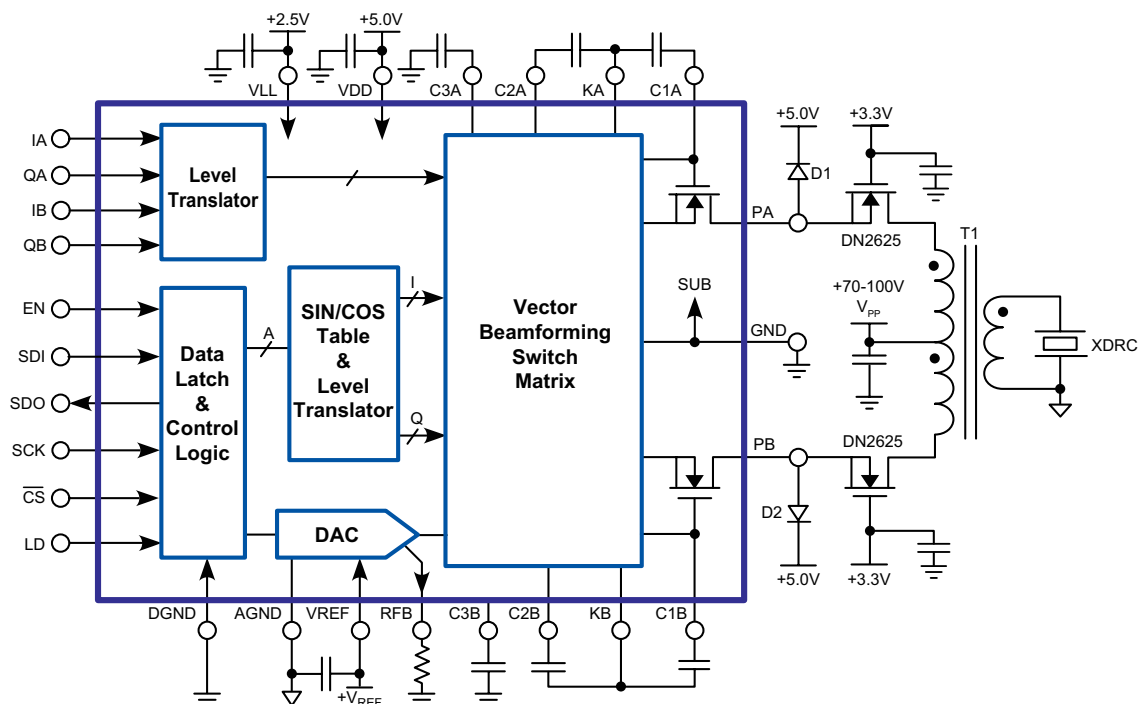 +2.5V
+5.0V
VLL
VDD
C3A
C2A
KA
C1A
IA
QA
IB
QB
Level
Translator
+5.0V
+3.3V
D1
PA
DN2625
T1
EN
SDI
SDO
SCK
CS
LD
Data
Latch
&
Control
Logic
A
SIN/COS
Table
&
Level
Translator
I
Q
Vector
Beamforming
Switch
Matrix
SUB
GND
+70-100V
VPP
XDRC
PB
DN2625
D2
+5.0V
+3.3V
DAC
DGND
AGND
VREF
RFB
C3B
C2B
KB
C1B
+VREF